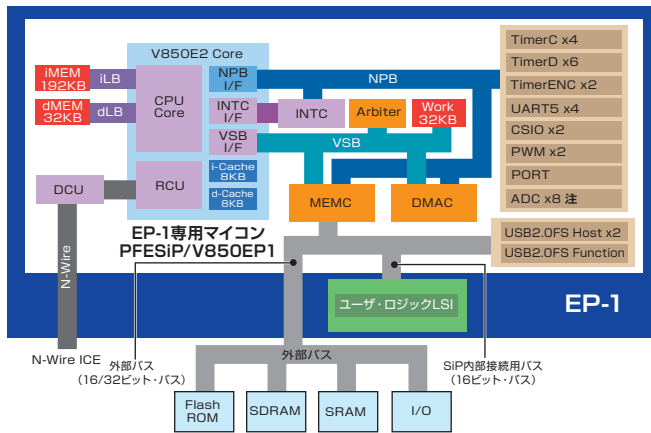 V850E2 Core
iMEM
192KB
iLB
dMEM
32KB
dLB
CPU
Core
NPB
I/F
INTC
I/F
VSB
I/F
i-Cache
8KB
d-Cache
8KB
RCU
DCU
NPB
INTC
Arbiter
Work
32KB
VSB
MEMC
DMAC
TimerC x4
TimerD x6
TimerENC x2
UART5 x4
CSIO x2
PWM x2
PORT
ADC x8 注
USB2.0FS Host x2
USB2.0FS Function
EP-1専用マイコン
PFESiP/V850EP1
N-Wire
ユーザ・ロジックLSI
EP-1
N-Wire ICE
外部バス
(16/32ビット・バス)
外部バス
SiP内部接続用バス
(16ビット・バス)
Flash
ROM
SDRAM
SRAM
I/O